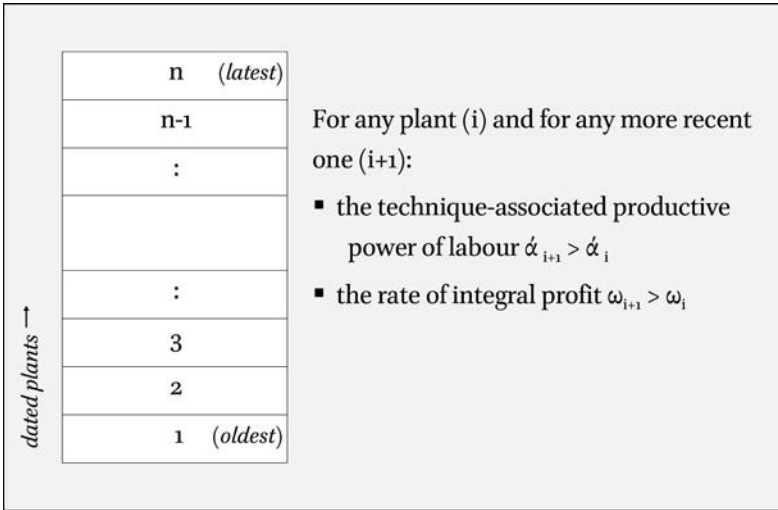 n (latest)
n-1
:
:
3
2
1 (oldest)
dated plants →
For any plant (i) and for any more recent
one (i+1):
▪ the technique-associated productive
power of labour ά i+1 > ά i
▪ the rate of integral profit ωi+1 > ωi